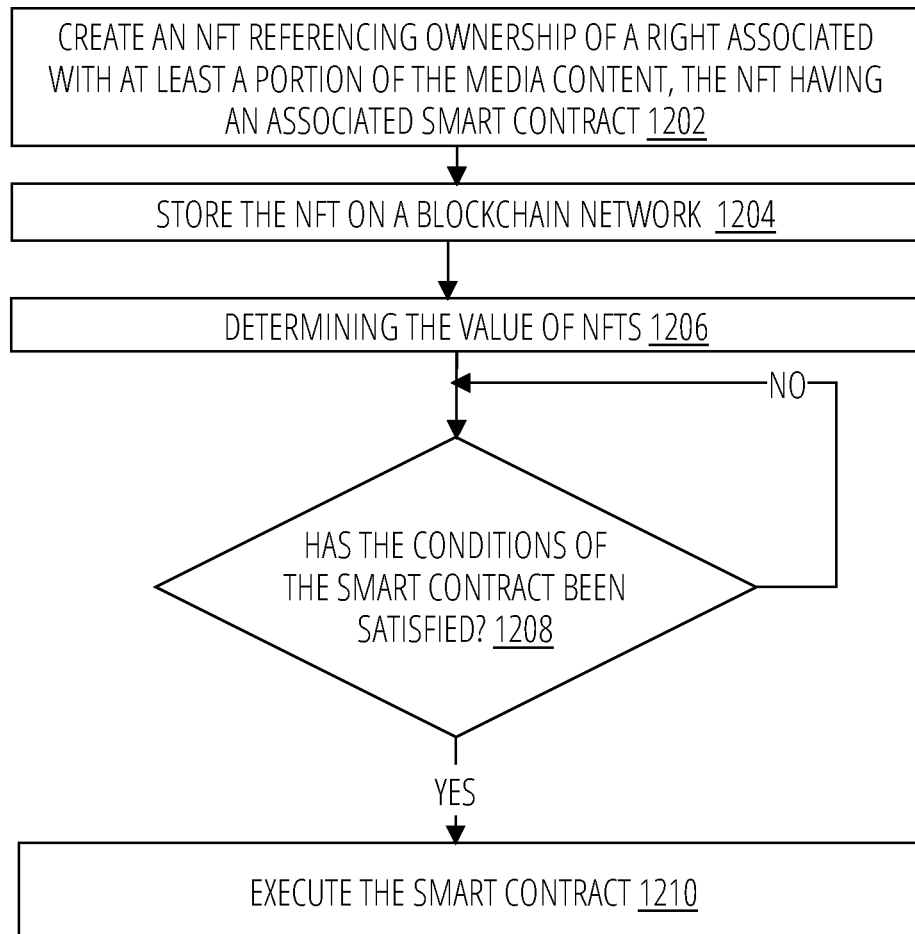 CREATE AN NFT REFERENCING OWNERSHIP OF A RIGHT ASSOCIATED
WITH AT LEAST A PORTION OF THE MEDIA CONTENT, THE NFT HAVING
AN ASSOCIATED SMART CONTRACT 1202
STORE THE NFT ON A BLOCKCHAIN NETWORK 1204
DETERMINING THE VALUE OF NFTS 1206
NO
HAS THE CONDITIONS OF
THE SMART CONTRACT BEEN
SATISFIED? 1208
YES
EXECUTE THE SMART CONTRACT 1210